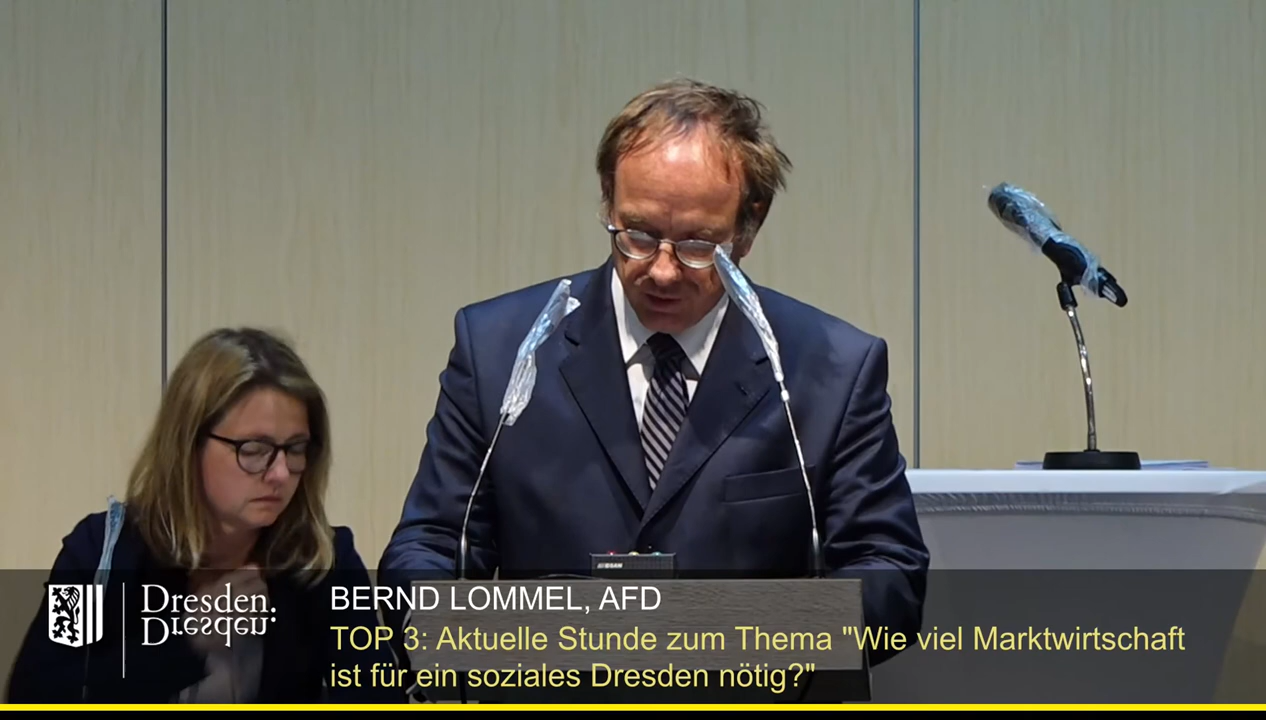 BERND LOMMEL, AFD
TOP 3: Aktuelle Stunde zum Thema "Wie viel Marktwirtschaft
ist für ein soziales Dresden nötig?"
Dresden.
Dresden.